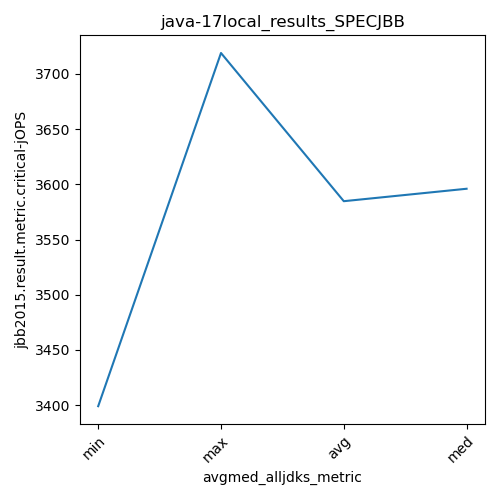 java-17local_results_SPECJBB
jbb2015.result.metric.critical-jOPS
3700
3650
3600
3550
3500
3450
3400
min
max
avg
med
avgmed_alljdks_metric